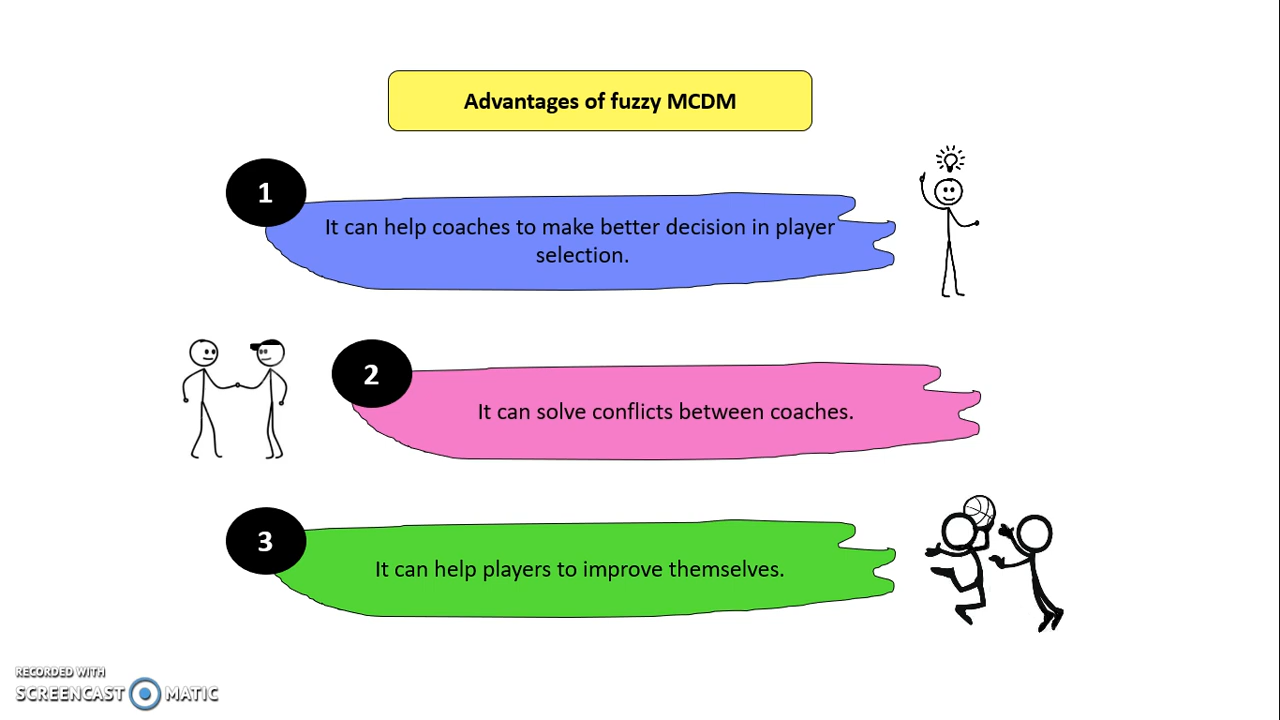 Advantages of fuzzy MCDM
1
It can help coaches to make better decision in player
selection.
2
It can solve conflicts between coaches.
3
It can help players to improve themselves.
RECORDED WITH
SCREENCAST MATIC